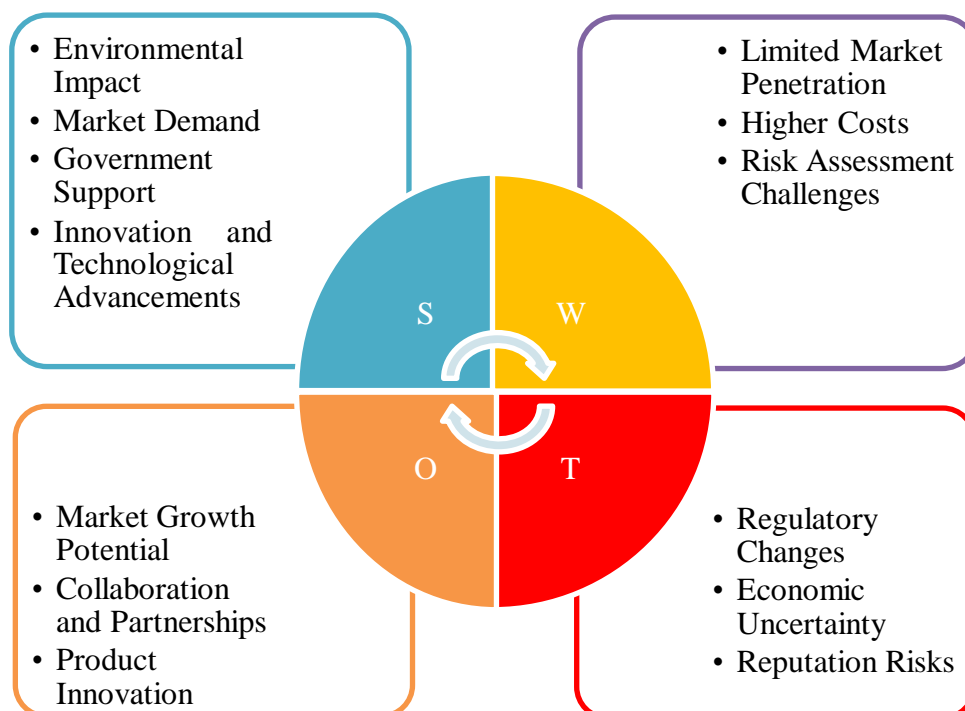 • Environmental
Impact
• Market Demand
• Government
Support
• Innovation and
Technological
Advancements
• Limited Market
Penetration
• Higher Costs
• Risk Assessment
Challenges
S
W
O
T
• Market Growth
Potential
• Collaboration
and Partnerships
• Product
Innovation
• Regulatory
Changes
• Economic
Uncertainty
• Reputation Risks